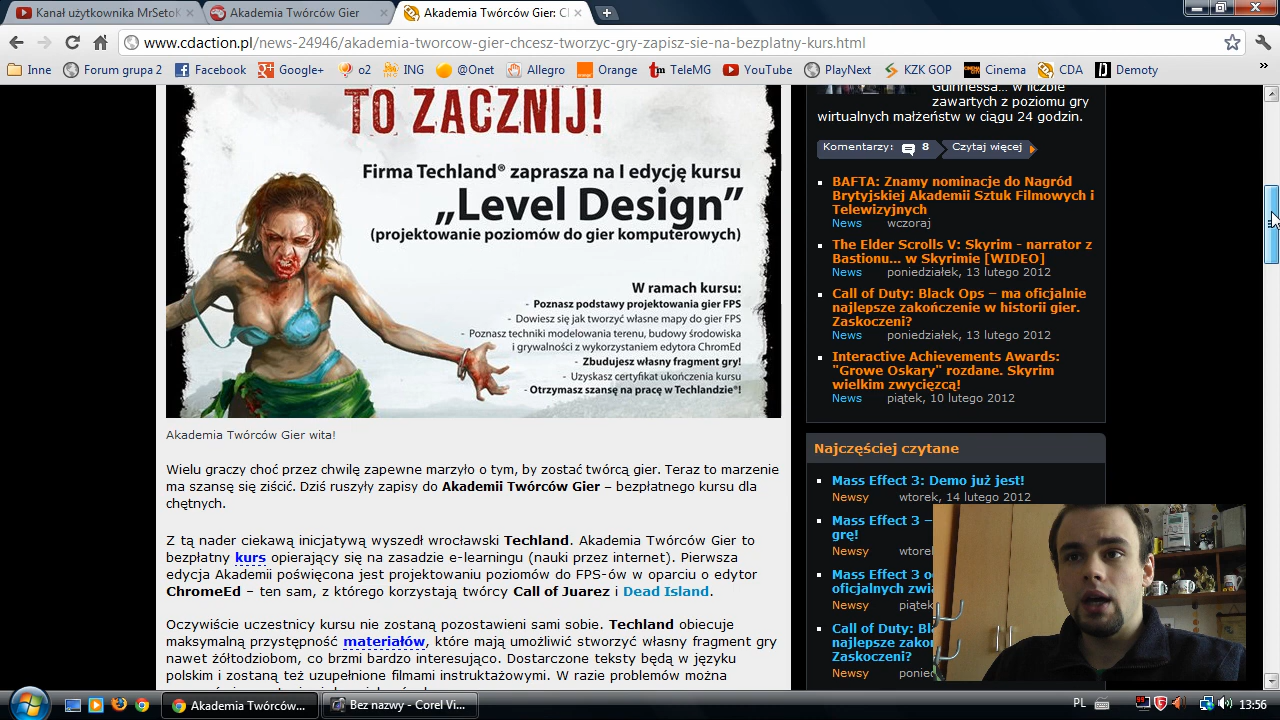 Kanał użytkownika MrSetoK
Akademia Twórców Gier
Akademia Twórców Gier: C
www.cdaction.pl/news-24946/akademia-tworcow-gier-chcesz-tworzyc-gry-zapisz-sie-na-bezplatny-kurs.html
Inne
Forum grupa 2
Facebook
Google+
o2
ING
@Onet
Allegro
Orange
TeleMG
YouTube
PlayNext
KZK GOP
Cinema
CDA
Demoty
»
TO ZACZNIJ!
Firma Techland® zaprasza na I edycję kursu
„Level Design”
(projektowanie poziomów do gier komputerowych)
W ramach kursu:
- Poznasz podstawy projektowania gier FPS
- Dowiesz się jak tworzyć własne mapy do gier FPS
- Poznasz techniki modelowania terenu, budowy środowiska
i grywalności z wykorzystaniem edytora ChromEd
- Zbudujesz własny fragment gry!
- Uzyskasz certyfikat ukończenia kursu
- Otrzymasz szansę na pracę w Techlandzie®!
Akademia Twórców Gier wita!
Wielu graczy choć przez chwilę zapewne marzyło o tym, by zostać twórcą gier. Teraz to marzenie
ma szansę się ziścić. Dziś ruszyły zapisy do Akademii Twórców Gier – bezpłatnego kursu dla
chętnych.
Z tą nader ciekawą inicjatywą wyszedł wrocławski Techland. Akademia Twórców Gier to
bezpłatny kurs opierający się na zasadzie e-learningu (nauki przez internet). Pierwsza
edycja Akademii poświęcona jest projektowaniu poziomów do FPS-ów w oparciu o edytor
ChromEd – ten sam, z którego korzystają twórcy Call of Juarez i Dead Island.
Oczywiście uczestnicy kursu nie zostaną pozostawieni sami sobie. Techland obiecuje
maksymalną przystępność materiałów, które mają umożliwić stworzyć własny fragment gry
nawet żółtodziobom, co brzmi bardzo interesująco. Dostarczone teksty będą w języku
polskim i zostaną też uzupełnione filmami instruktażowymi. W razie problemów można
Guinnessa... w liczbie
zawartych z poziomu gry
wirtualnych małżeństw w ciągu 24 godzin.
Komentarzy: 8 Czytaj więcej
BAFTA: Znamy nominacje do Nagród
Brytyjskiej Akademii Sztuk Filmowych i
Telewizyjnych
News wczoraj
The Elder Scrolls V: Skyrim - narrator z
Bastionu... w Skyrimie [WIDEO]
News poniedziałek, 13 lutego 2012
Call of Duty: Black Ops – ma oficjalnie
najlepsze zakończenie w historii gier.
Zaskoczeni?
News poniedziałek, 13 lutego 2012
Interactive Achievements Awards:
"Growe Oskary" rozdane. Skyrim
wielkim zwycięzcą!
News piątek, 10 lutego 2012
Najczęściej czytane
Mass Effect 3: Demo już jest!
Newsy wtorek, 14 lutego 2012
Mass Effect 3 –
grę!
Newsy wtore
Mass Effect 3 o
oficjalnych zwi
Newsy piątek
Call of Duty: Bl
najlepsze zakoń
Zaskoczeni?
Newsy ponied
Akademia Twórców...
Bez nazwy - Corel Vi...
PL
13:56